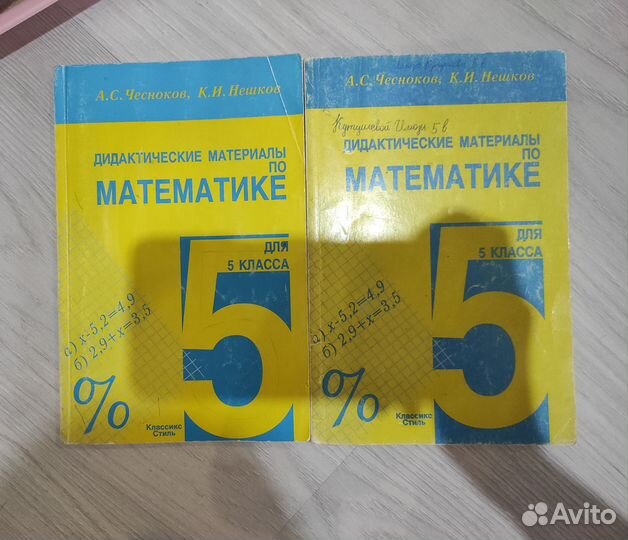 А.С. Чесноков, К.И. Нешков
ДИДАКТИЧЕСКИЕ МАТЕРИАЛЫ
ПО
МАТЕМАТИКЕ
5
ДЛЯ
5 КЛАССА
а) x-5,2=4,9
б) 2,9+x=3,5
%
Классикс
Стиль
А.С. Чесноков, К.И. Нешков
5 в
ДИДАКТИЧЕСКИЕ МАТЕРИАЛЫ
ПО
МАТЕМАТИКЕ
5
ДЛЯ
5 КЛАССА
а) x-5,2=4,9
б) 2,9+x=3,5
%
Классикс
Стиль
Avito